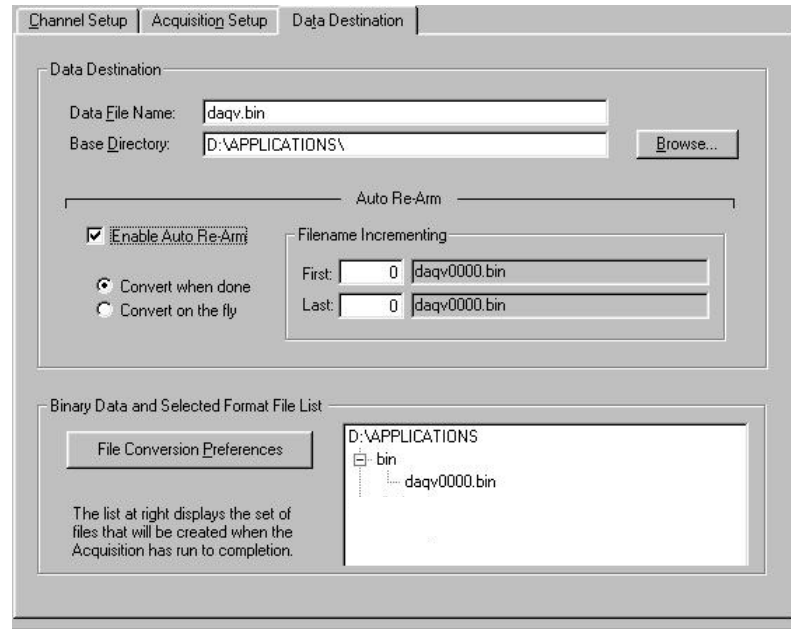 Channel Setup Acquisition Setup Data Destination
Data Destination
Data File Name: daqv.bin
Base Directory: D:\APPLICATIONS\ Browse...
Auto Re-Arm
Enable Auto Re-Arm
Filename Incrementing
First: 0 daqv0000.bin
Convert when done
Last: 0 daqv0000.bin
Convert on the fly
Binary Data and Selected Format File List
File Conversion Preferences
D:\APPLICATIONS
bin
daqv0000.bin
The list at right displays the set of
files that will be created when the
Acquisition has run to completion.